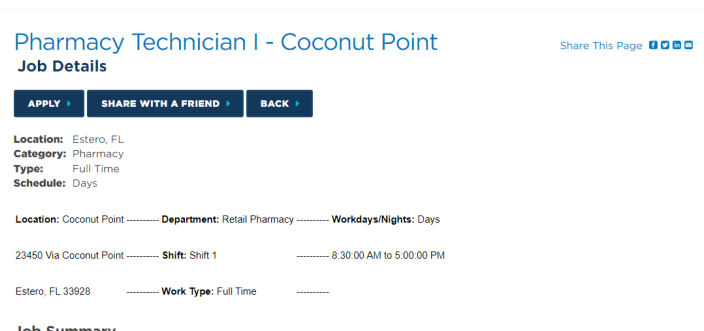 Pharmacy Technician I - Coconut Point
Share This Page
Job Details
APPLY
SHARE WITH A FRIEND
BACK
Location: Estero, FL
Category: Pharmacy
Type: Full Time
Schedule: Days
Location: Coconut Point ---------- Department: Retail Pharmacy ---------- Workdays/Nights: Days
23450 Via Coconut Point ---------- Shift: Shift 1 ---------- 8:30:00 AM to 5:00:00 PM
Estero, FL 33928 ---------- Work Type: Full Time ----------
Job Summary